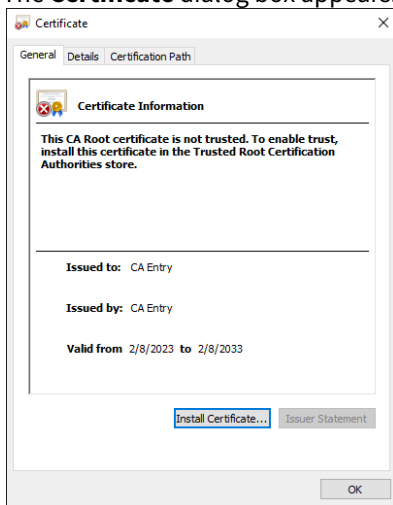 The Certificate dialog box appears
Certificate
General Details Certification Path
Certificate Information
This CA Root certificate is not trusted. To enable trust,
install this certificate in the Trusted Root Certification
Authorities store.
Issued to: CA Entry
Issued by: CA Entry
Valid from 2/8/2023 to 2/8/2033
Install Certificate... Issuer Statement
OK